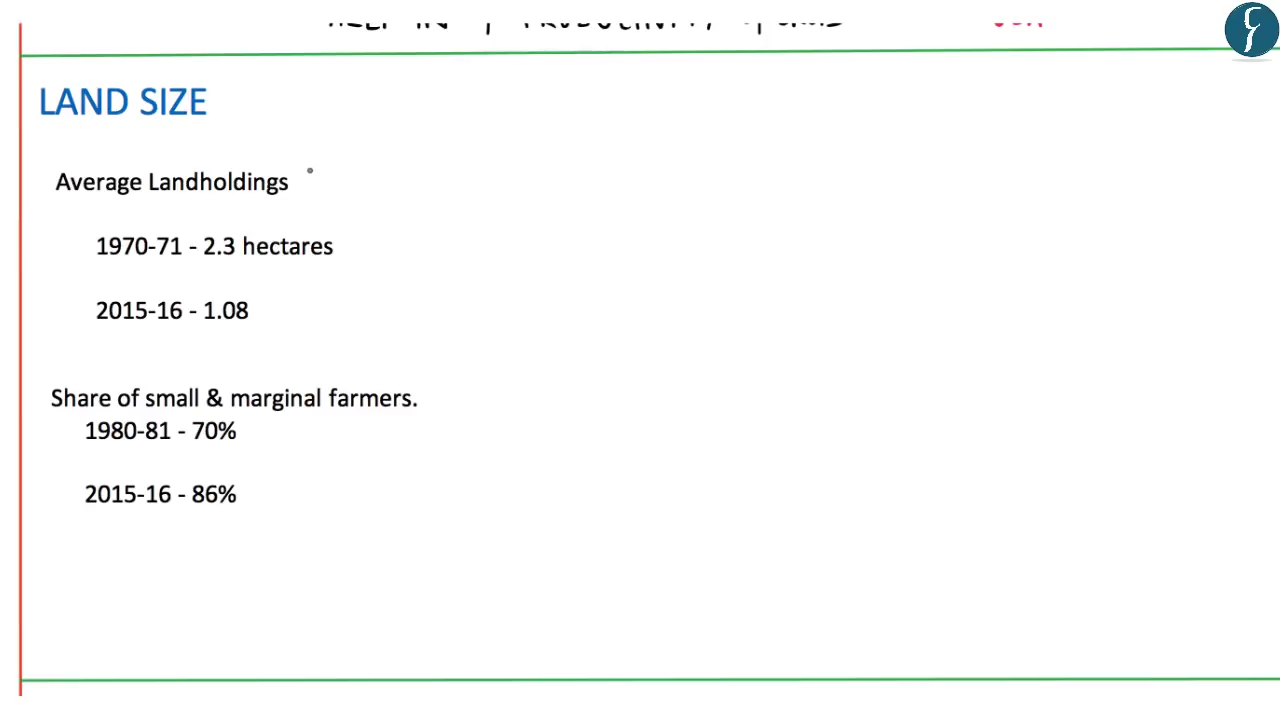 LAND SIZE
Average Landholdings
1970-71 - 2.3 hectares
2015-16 - 1.08
Share of small & marginal farmers.
1980-81 - 70%
2015-16 - 86%